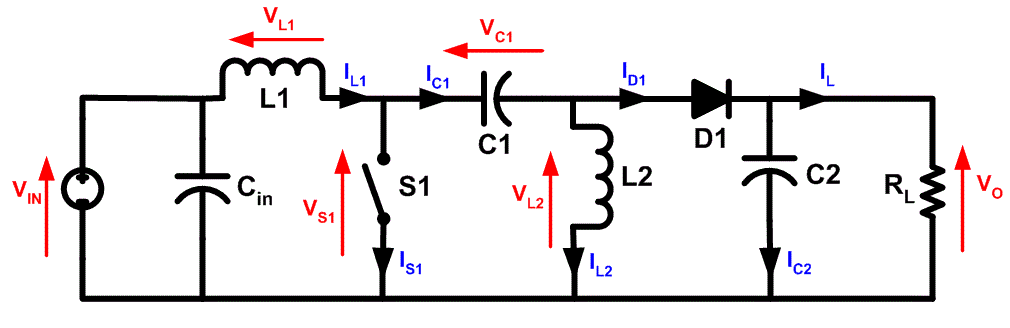 VL1
VC1
IL1
IC1
ID1
IL
L1
C1
D1
VIN
Cin
VS1
S1
VL2
L2
C2
RL
VO
IS1
IL2
IC2